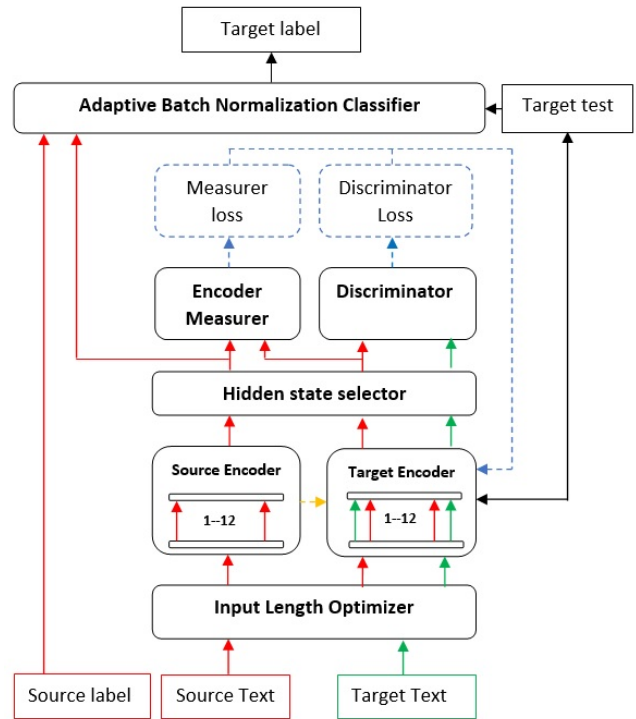 Target label
Adaptive Batch Normalization Classifier
Target test
Measurer
loss
Discriminator
Loss
Encoder
Measurer
Discriminator
Hidden state selector
Source Encoder
1--12
Target Encoder
1--12
Input Length Optimizer
Source label
Source Text
Target Text